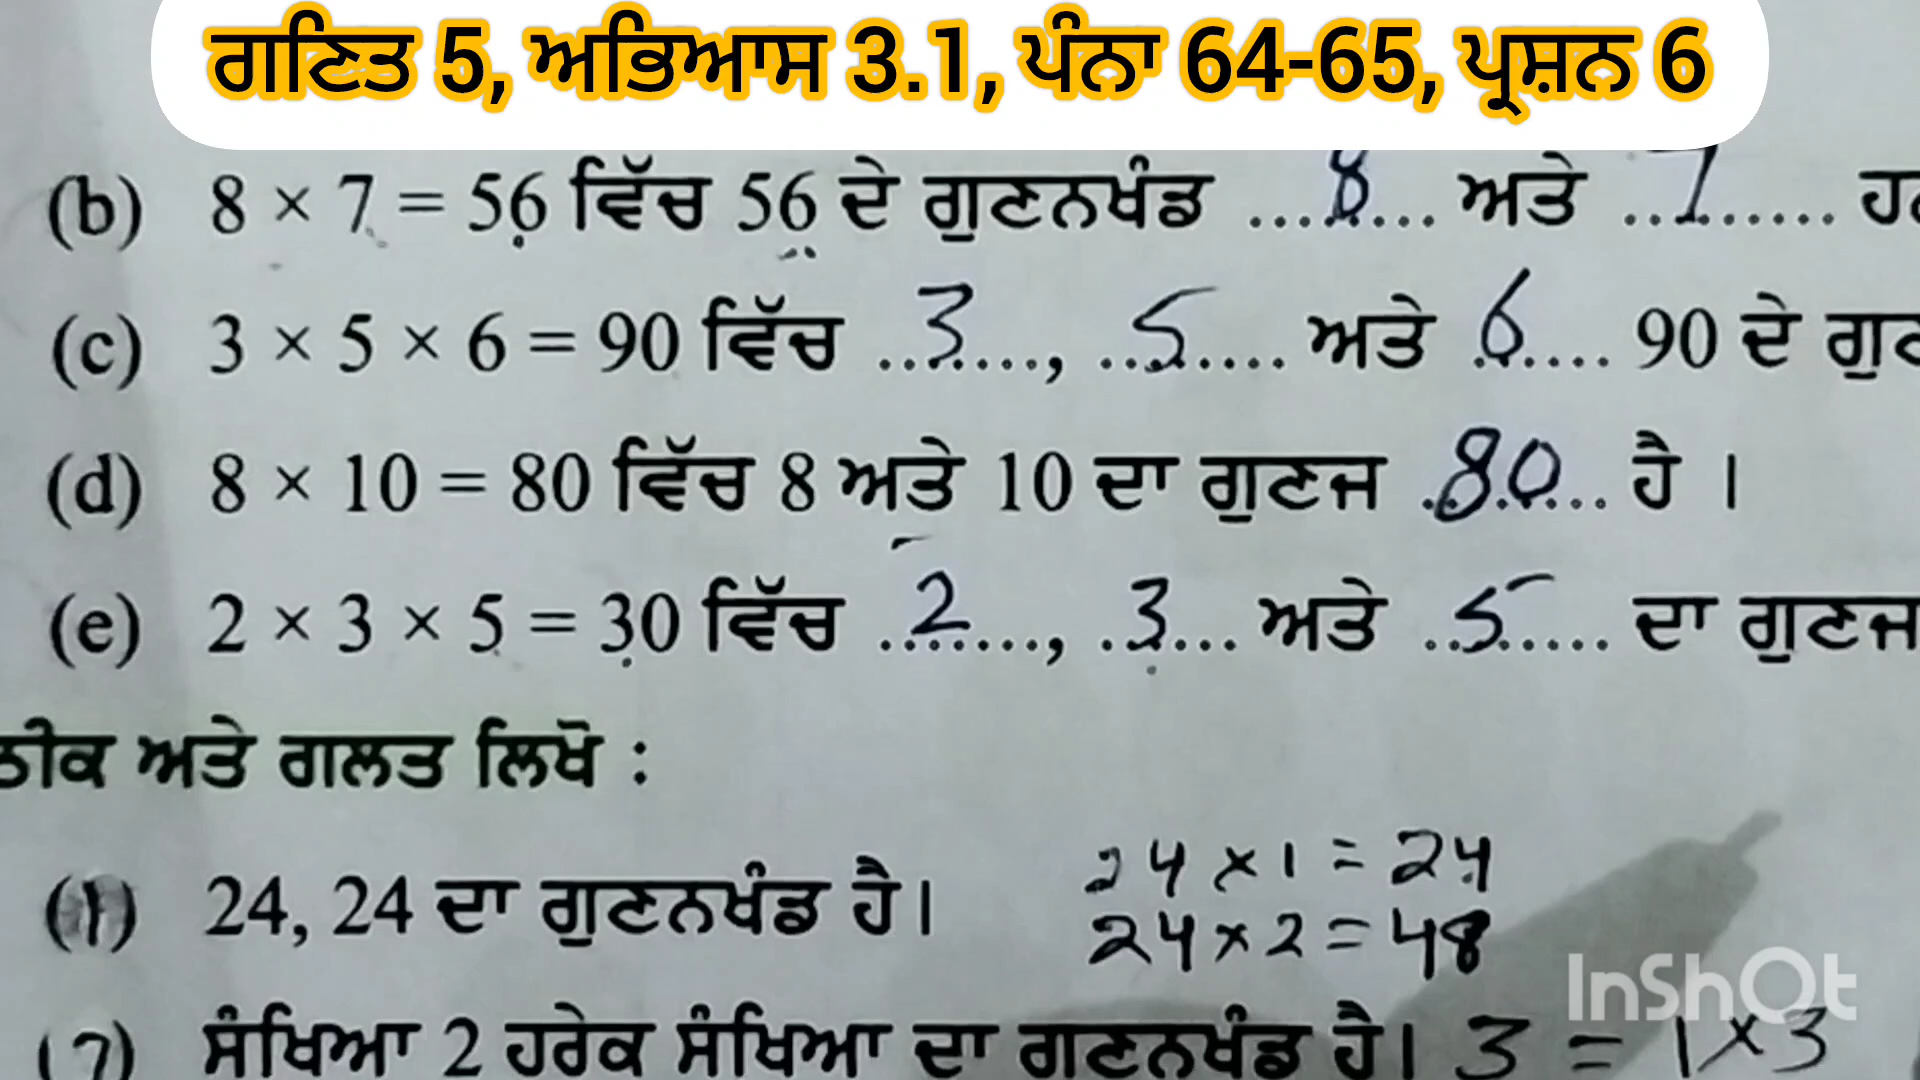 ਗਣਿਤ 5, ਅਭਿਆਸ 3.1, ਪੰਨਾ 64-65, ਪ੍ਰਸ਼ਨ 6
(b) 8 × 7 = 56 ਵਿੱਚ 56 ਦੇ ਗੁਣਨਖੰਡ ....8.... ਅਤੇ ...7...... ਹ
(c) 3 × 5 × 6 = 90 ਵਿੱਚ ...3...., ...5.... ਅਤੇ .6.... 90 ਦੇ ਗੁਣ
(d) 8 × 10 = 80 ਵਿੱਚ 8 ਅਤੇ 10 ਦਾ ਗੁਣਜ ..80... ਹੈ ।
(e) 2 × 3 × 5 = 30 ਵਿੱਚ ..2....., ..3.... ਅਤੇ ...5..... ਦਾ ਗੁਣਜ
ਠੀਕ ਅਤੇ ਗਲਤ ਲਿਖੋ :
(1) 24, 24 ਦਾ ਗੁਣਨਖੰਡ ਹੈ। 24 × 1 = 24
24 × 2 = 48
ਸੰਖਿਆ 2 ਹਰੇਕ ਸੰਖਿਆ ਦਾ ਗੁਣਨਖੰਡ ਹੈ। 3 = 1 × 3
InShOt